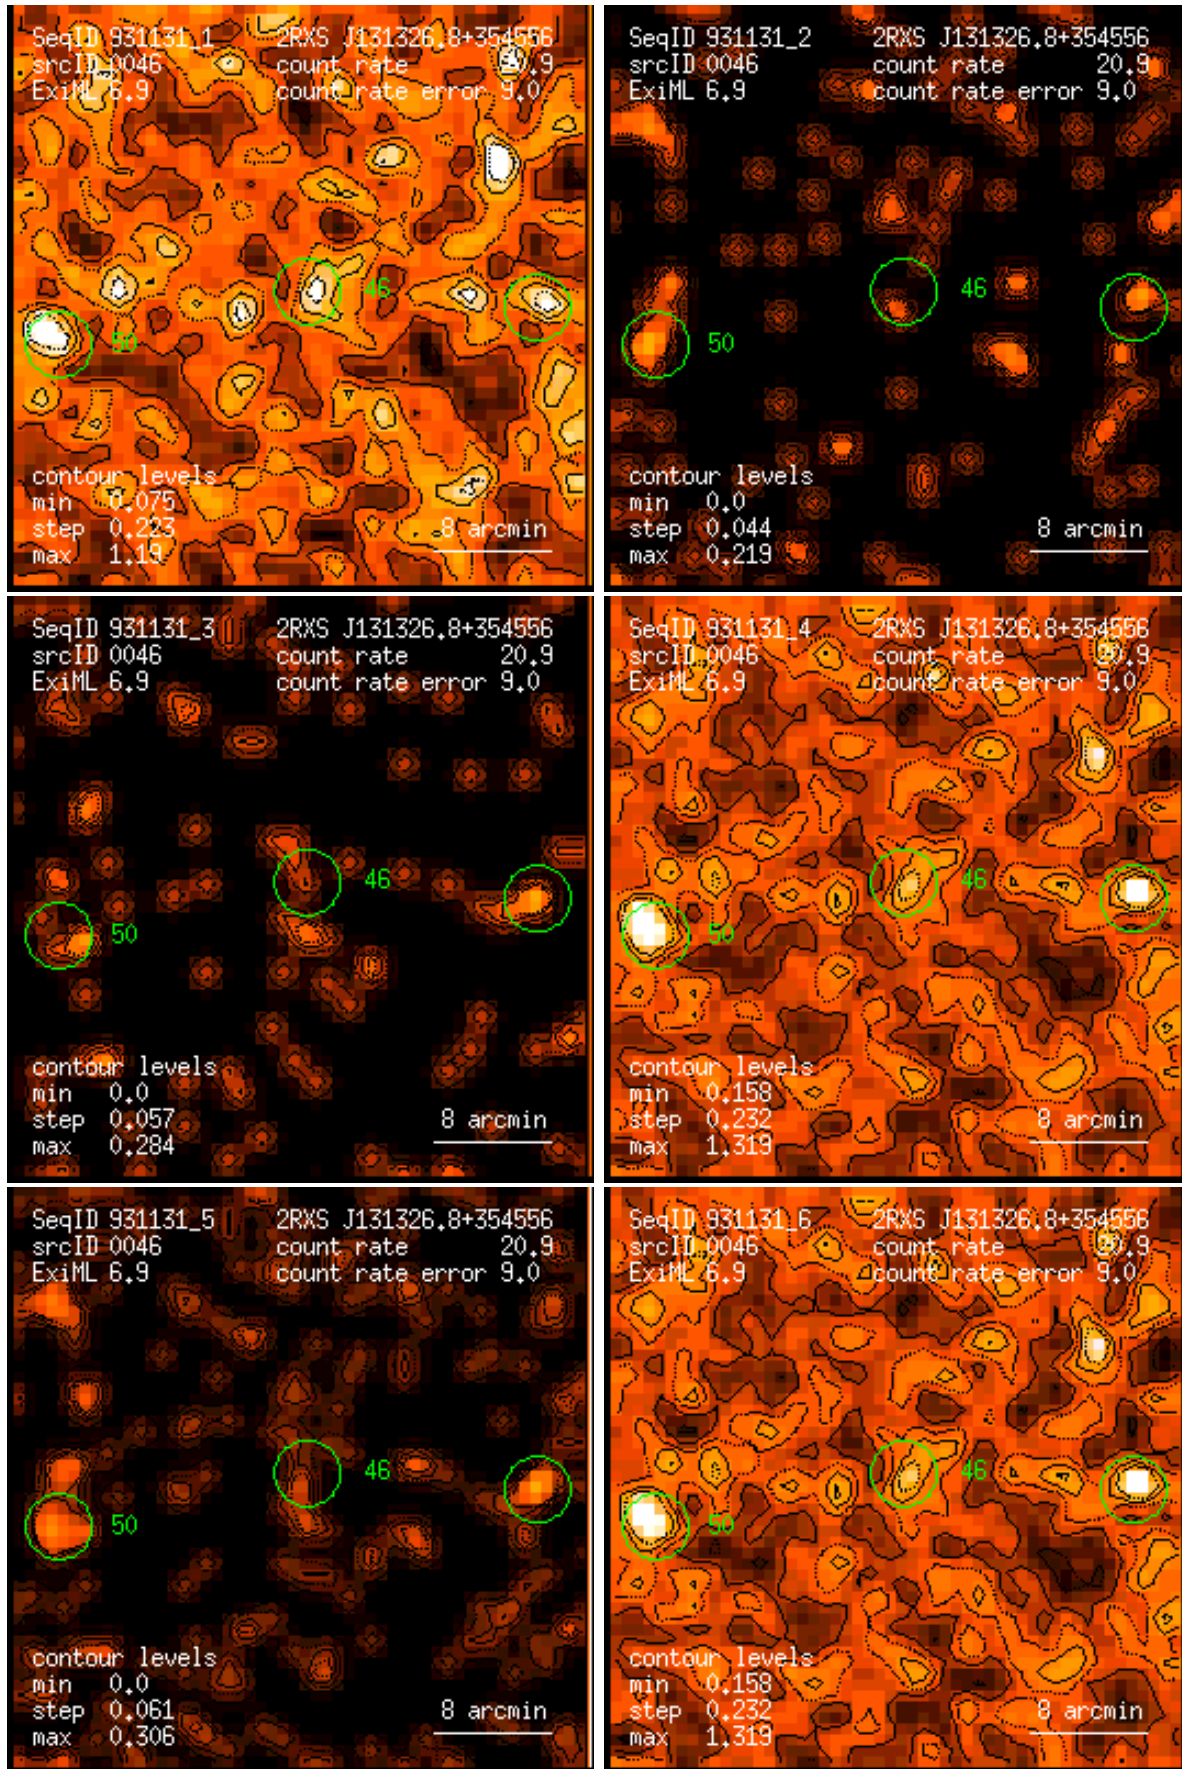 SeqID 931131_1 2RXS J131326.8+354556
srcID 0046 count rate 20.9
ExiML 6.9 count rate error 9.0
46
50
contour levels
min 0.075
step 0.223 8 arcmin
max 1.19
SeqID 931131_2 2RXS J131326.8+354556
srcID 0046 count rate 20.9
ExiML 6.9 count rate error 9.0
46
50
contour levels
min 0.0
step 0.044 8 arcmin
max 0.219
SeqID 931131_3 2RXS J131326.8+354556
srcID 0046 count rate 20.9
ExiML 6.9 count rate error 9.0
46
50
contour levels
min 0.0
step 0.057 8 arcmin
max 0.284
SeqID 931131_4 2RXS J131326.8+354556
srcID 0046 count rate 20.9
ExiML 6.9 count rate error 9.0
46
50
contour levels
min 0.158
step 0.232 8 arcmin
max 1.319
SeqID 931131_5 2RXS J131326.8+354556
srcID 0046 count rate 20.9
ExiML 6.9 count rate error 9.0
46
50
contour levels
min 0.0
step 0.061 8 arcmin
max 0.306
SeqID 931131_6 2RXS J131326.8+354556
srcID 0046 count rate 20.9
ExiML 6.9 count rate error 9.0
46
50
contour levels
min 0.158
step 0.232 8 arcmin
max 1.319